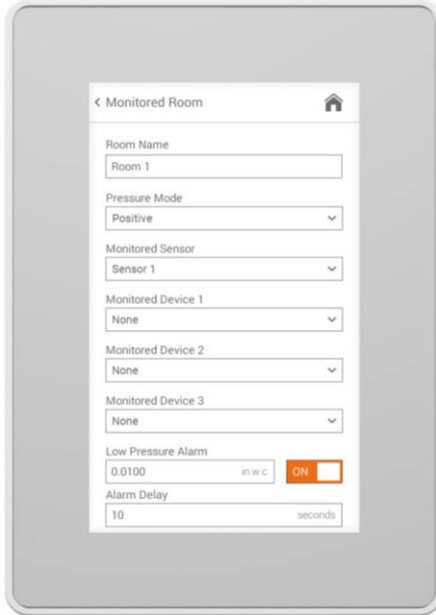 Monitored Room
Room Name
Room 1
Pressure Mode
Positive
Monitored Sensor
Sensor 1
Monitored Device 1
None
Monitored Device 2
None
Monitored Device 3
None
Low Pressure Alarm
0.0100 in.w.c ON
Alarm Delay
10 seconds